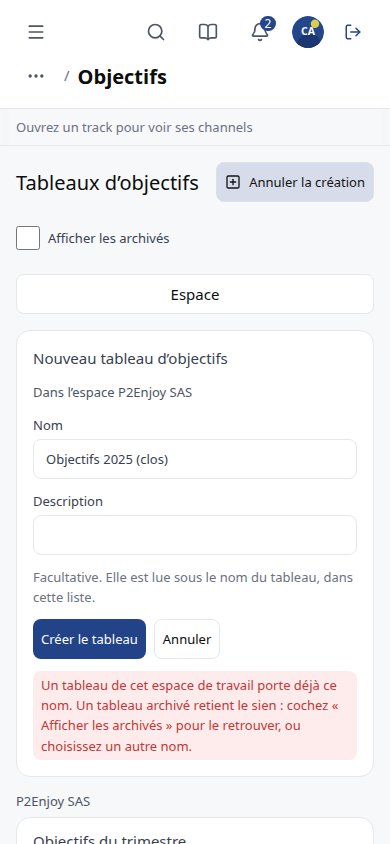 2
CA
... / Objectifs
Ouvrez un track pour voir ses channels
Tableaux d’objectifs
Annuler la création
Afficher les archivés
Espace
Nouveau tableau d’objectifs
Dans l’espace P2Enjoy SAS
Nom
Objectifs 2025 (clos)
Description
Facultative. Elle est lue sous le nom du tableau, dans
cette liste.
Créer le tableau
Annuler
Un tableau de cet espace de travail porte déjà ce
nom. Un tableau archivé retient le sien : cochez «
Afficher les archivés » pour le retrouver, ou
choisissez un autre nom.
P2Enjoy SAS
Objectifs du trimestre